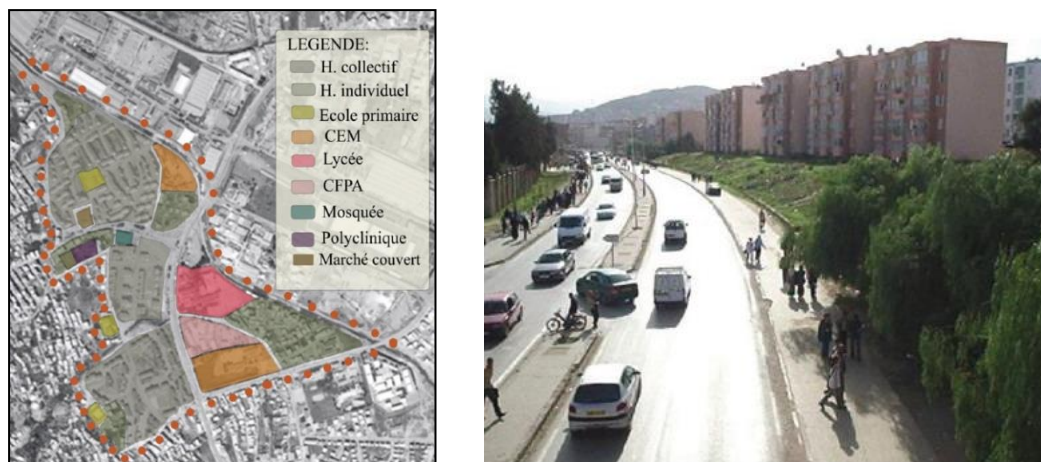 LEGENDE:
H. collectif
H. individuel
Ecole primaire
CEM
Lycée
CFPA
Mosquée
Polyclinique
Marché couvert